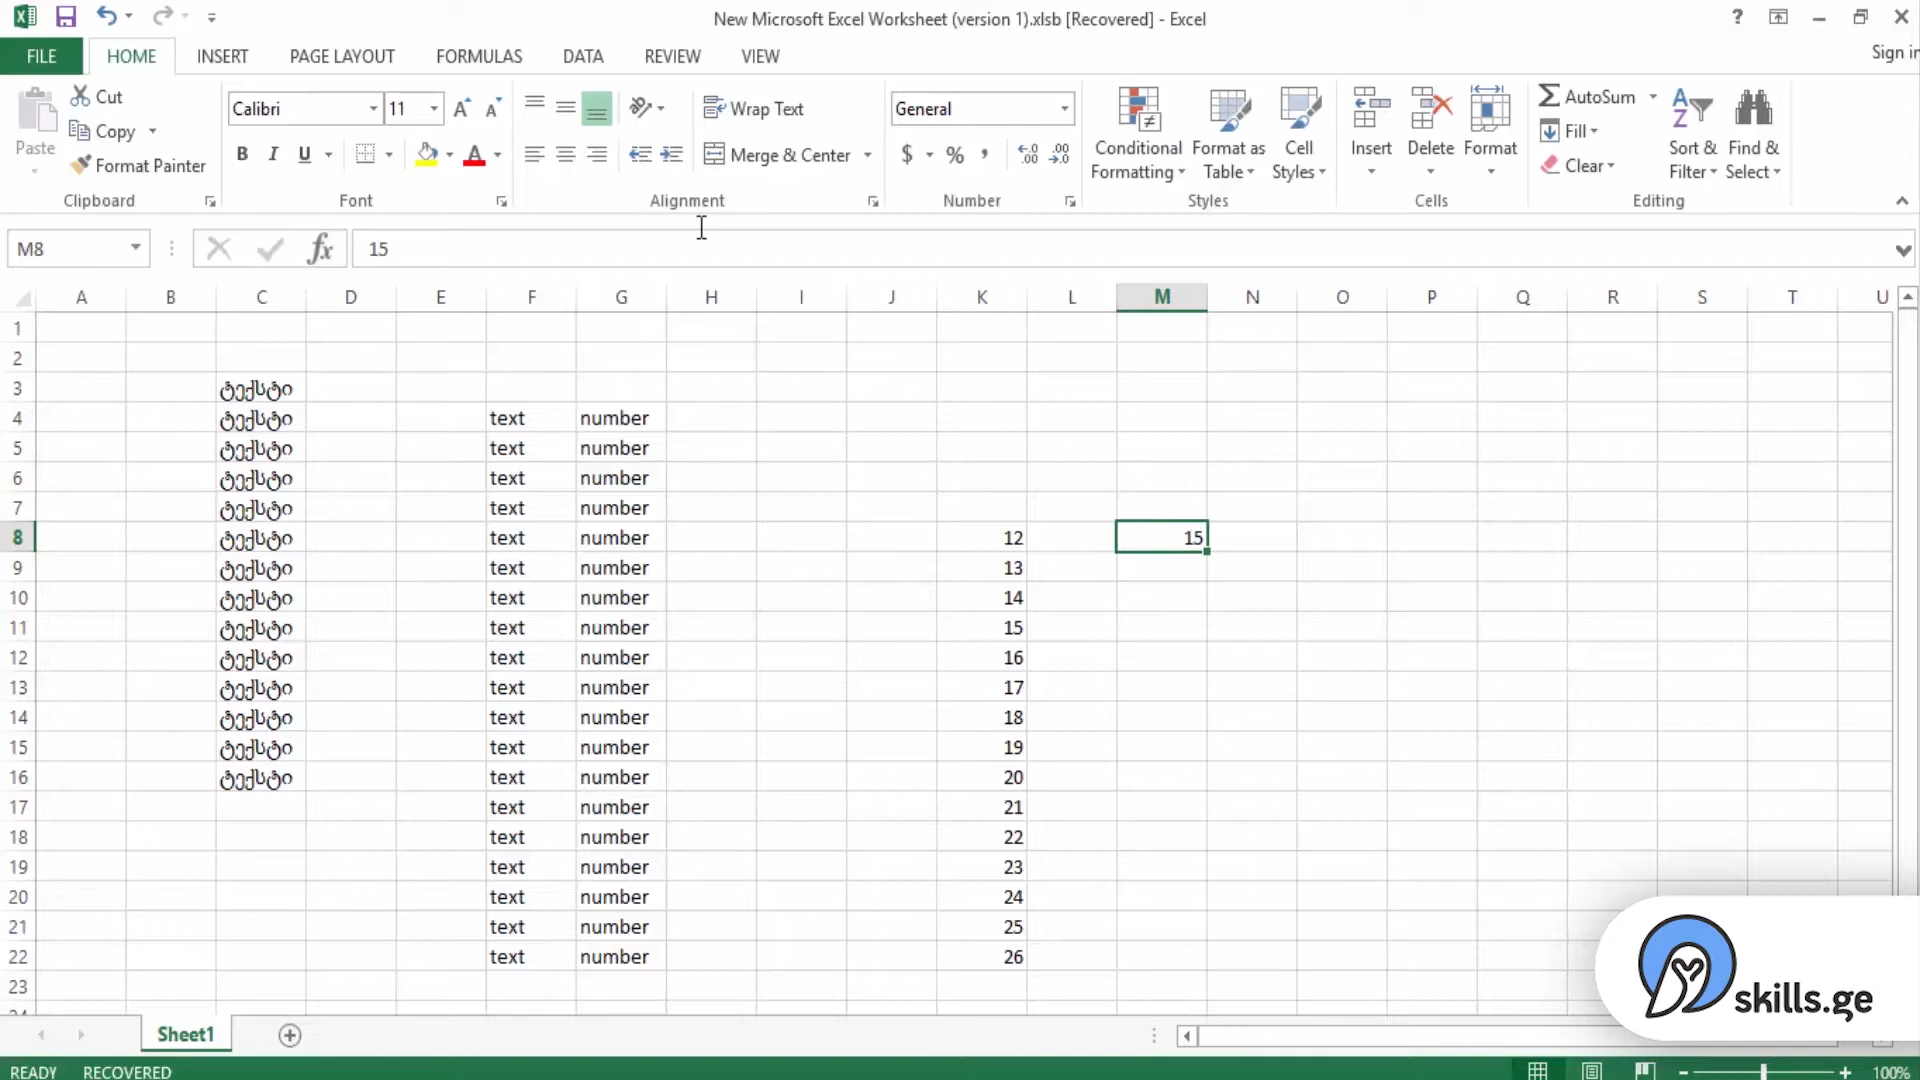 New Microsoft Excel Worksheet (version 1).xlsb [Recovered] - Excel
?
FILE HOME INSERT PAGE LAYOUT FORMULAS DATA REVIEW VIEW
Sign in
Paste
Cut
Copy
Format Painter
Clipboard
Calibri 11
B I U
Font
Wrap Text
Merge & Center
Alignment
General
$ % ,
Number
Conditional Formatting
Format as Table
Cell Styles
Styles
Insert
Delete
Format
Cells
AutoSum
Fill
Clear
Sort & Filter
Find & Select
Editing
M8 fx 15
A B C D E F G H I J K L M N O P Q R S T U
1
2
3 ტექსტი
4 ტექსტი text number
5 ტექსტი text number
6 ტექსტი text number
7 ტექსტი text number
8 ტექსტი text number 12 15
9 ტექსტი text number 13
10 ტექსტი text number 14
11 ტექსტი text number 15
12 ტექსტი text number 16
13 ტექსტი text number 17
14 ტექსტი text number 18
15 ტექსტი text number 19
16 ტექსტი text number 20
17 text number 21
18 text number 22
19 text number 23
20 text number 24
21 text number 25
22 text number 26
23
skills.ge
Sheet1
READY RECOVERED 100%